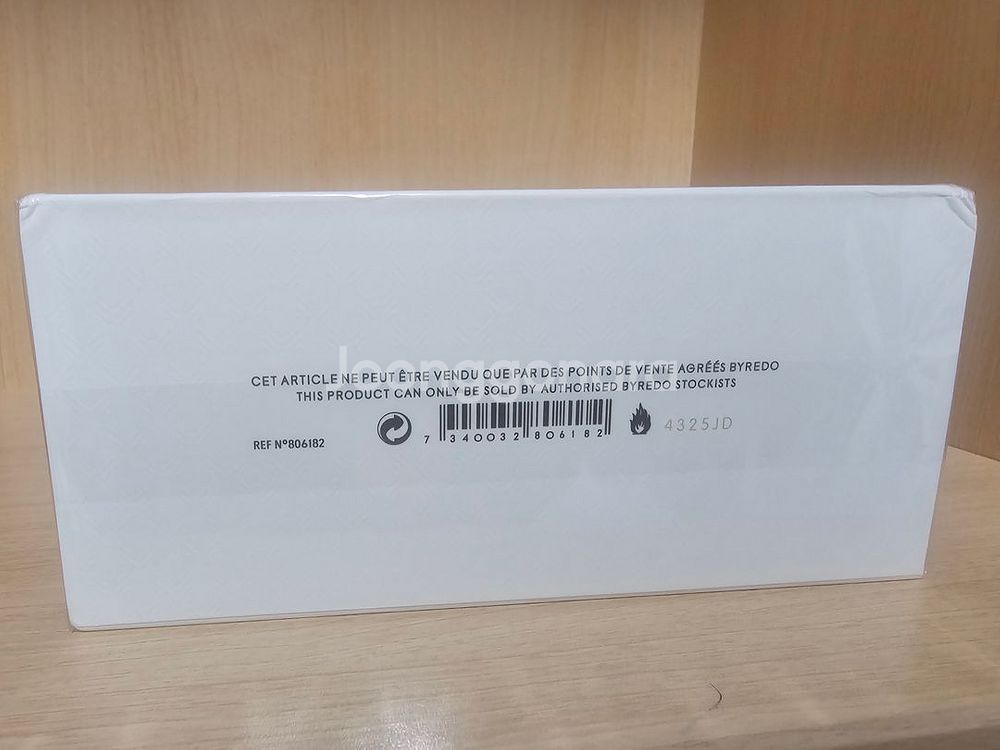 CET ARTICLE NE PEUT ÊTRE VENDU QUE PAR DES POINTS DE VENTE AGRÉÉS BYREDO
THIS PRODUCT CAN ONLY BE SOLD BY AUTHORISED BYREDO STOCKISTS
REF Nº806182
7 340032 806182
4325JD